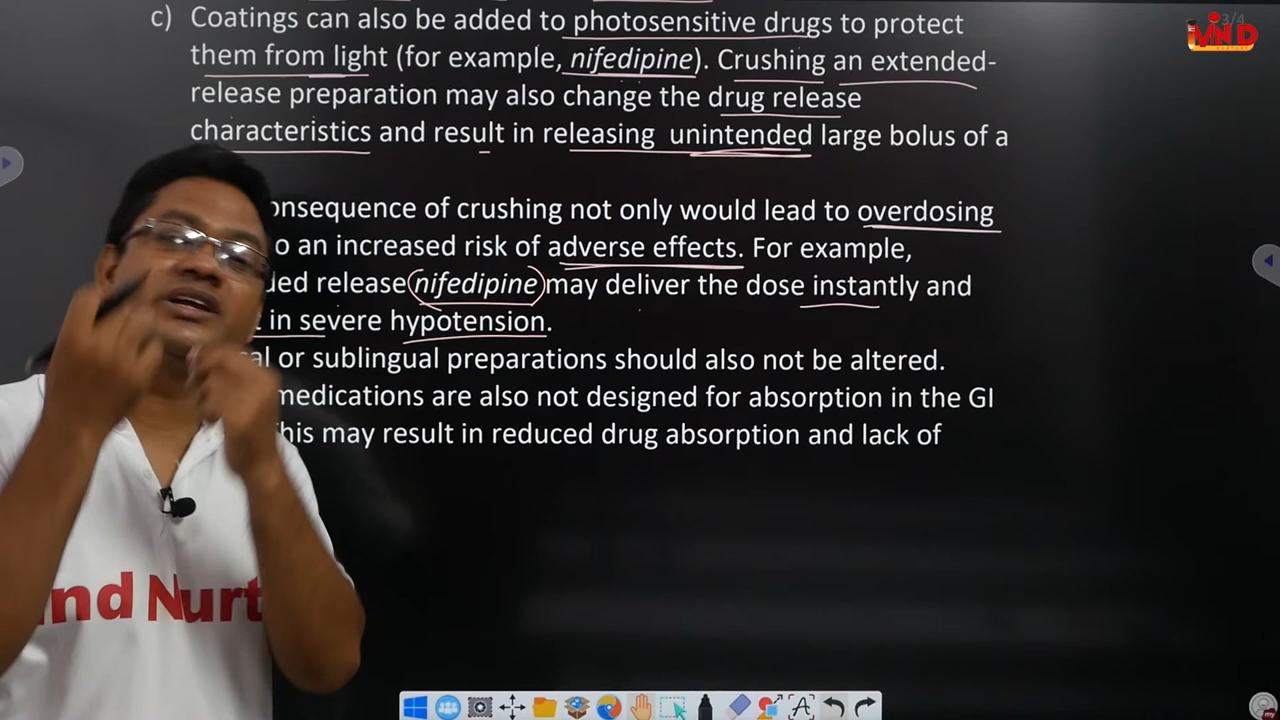 3/4
MIND
c) Coatings can also be added to photosensitive drugs to protect
them from light (for example, nifedipine). Crushing an extended-
release preparation may also change the drug release
characteristics and result in releasing unintended large bolus of a
onsequence of crushing not only would lead to overdosing
o an increased risk of adverse effects. For example,
ded release nifedipine may deliver the dose instantly and
t in severe hypotension.
al or sublingual preparations should also not be altered.
medications are also not designed for absorption in the GI
his may result in reduced drug absorption and lack of
nd Nurt